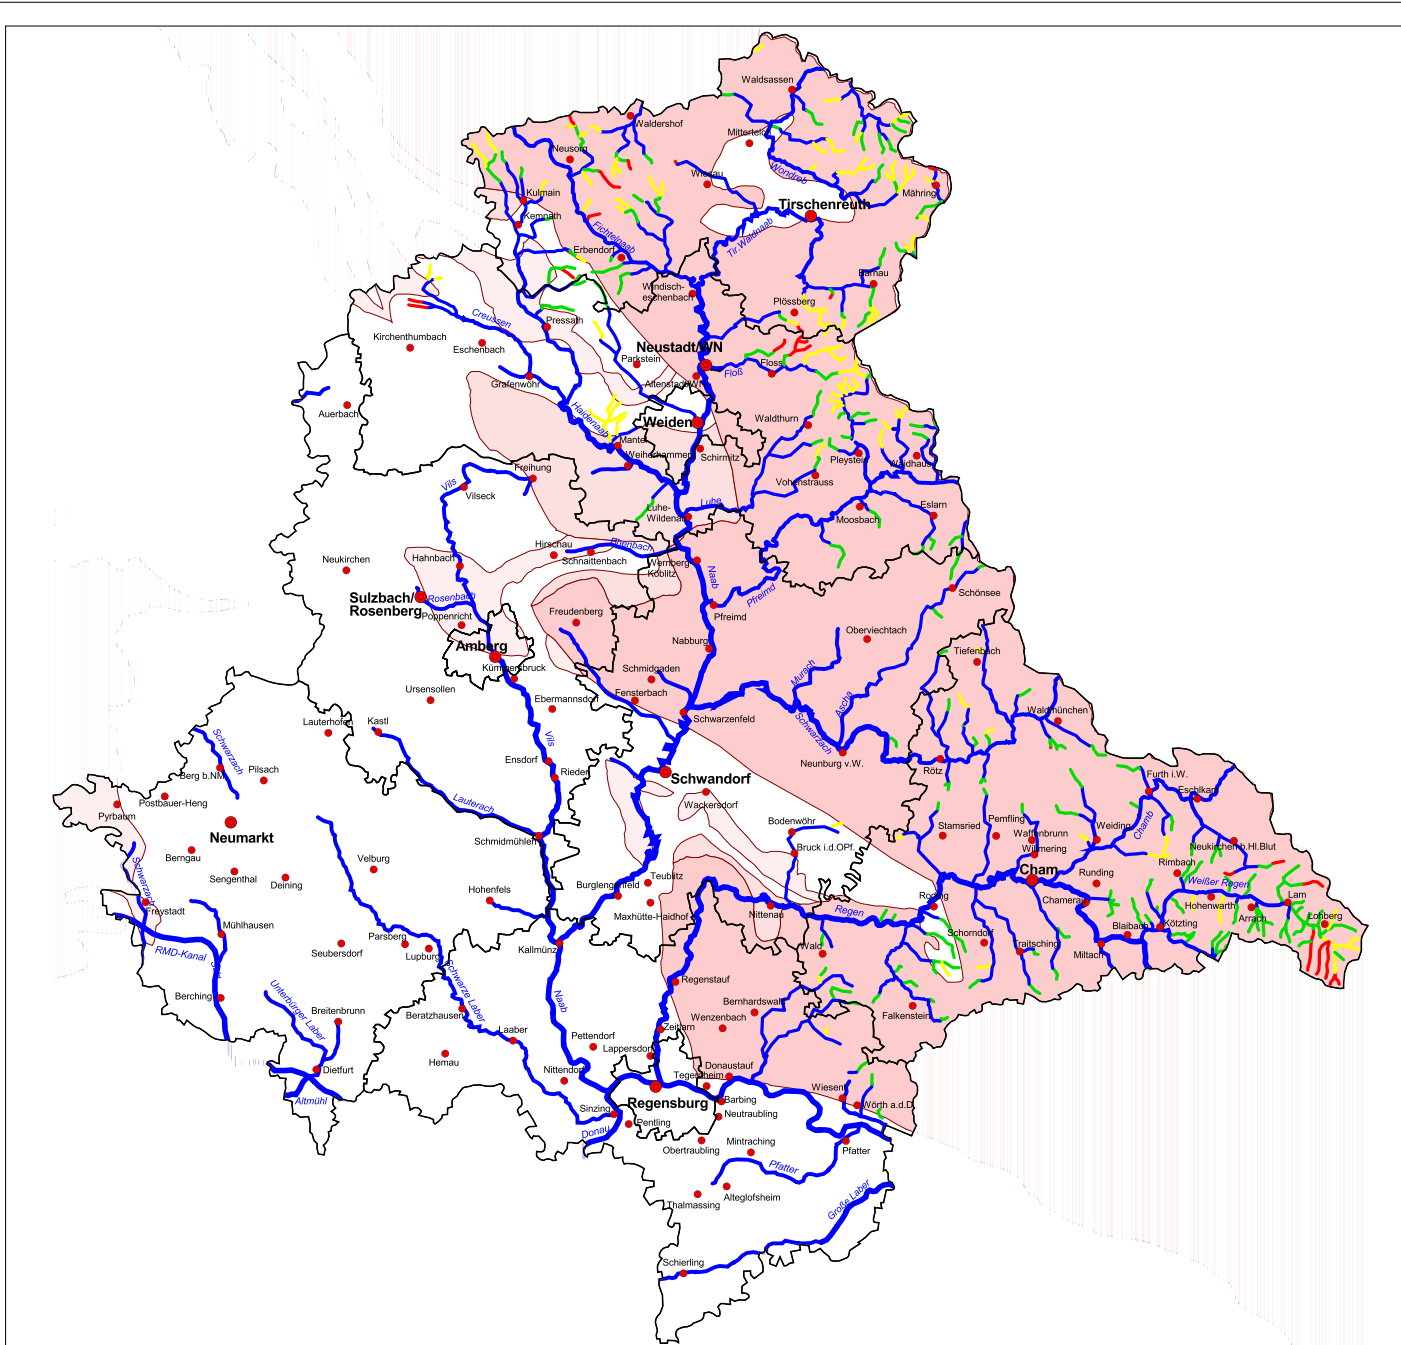 Waldsassen
Waldershof
Mitterteich
Neusorg
Wiesau
Wondreb
Mähring
Kulmain
Tirschenreuth
Kemnath
Fichtelnaab
Tir.Waldnaab
Erbendorf
Bärnau
Windisch-
eschenbach
Plössberg
Creussen
Pressath
Kirchenthumbach
Eschenbach
Neustadt/WN
Parkstein
Floss
Floß
Grafenwöhr
Altenstadt/WN
Auerbach
Haidenaab
Weiden
Waldthurn
Mantel
Schirmitz
Weiherhammer
Pleystein
Waidhaus
Freihung
Vohenstrauss
Vils
Vilseck
Luhe
Luhe-
Wildenau
Eslarn
Moosbach
Hirschau
Ehenbach
Schnaittenbach
Wernberg
Köblitz
Hahnbach
Neukirchen
Naab
Pfreimd
Schönsee
Sulzbach/
Rosenberg
Rosenbach
Poppenricht
Freudenberg
Pfreimd
Oberviechtach
Amberg
Nabburg
Tiefenbach
Kümmersbruck
Schmidgaden
Murach
Ursensollen
Fensterbach
Ebermannsdorf
Ascha
Waldmünchen
Lauterhofen
Kastl
Schwarzenfeld
Schwarzach
Schwarzach
Vils
Neunburg v.W.
Rötz
Ensdorf
Rieden
Berg b.NM
Pilsach
Schwandorf
Furth i.W.
Eschlkam
Postbauer-Heng
Pyrbaum
Lauterach
Wackersdorf
Neumarkt
Bodenwöhr
Stamsried
Pemfling
Waffenbrunn
Weiding
Chamb
Schmidmühlen
Bruck i.d.OPf.
Willmering
Neukirchen b.Hl.Blut
Berngau
Velburg
Rimbach
Sengenthal
Deining
Schwarzach
Cham
Runding
Weißer Regen
Hohenfels
Burglengenfeld
Teublitz
Chamerau
Hohenwarth
Lam
Freystadt
Maxhütte-Haidhof
Nittenau
Regen
Roding
Arrach
Lohberg
Mühlhausen
Blaibach
Kötzting
RMD-Kanal
Parsberg
Schorndorf
Seubersdorf
Lupburg
Kallmünz
Wald
Traitsching
Miltach
Sulz
Schwarze Laber
Regenstauf
Berching
Unterbürger Laber
Breitenbrunn
Beratzhausen
Naab
Bernhardswald
Falkenstein
Wenzenbach
Laaber
Zeitlarn
Pettendorf
Hemau
Lappersdorf
Dietfurt
Nittendorf
Donaustauf
Tegernheim
Wiesent
Altmühl
Regensburg
Barbing
Wörth a.d.D
Sinzing
Neutraubling
Pentling
Donau
Mintraching
Obertraubling
Pfatter
Pfatter
Alteglofsheim
Thalmassing
Große Laber
Schierling